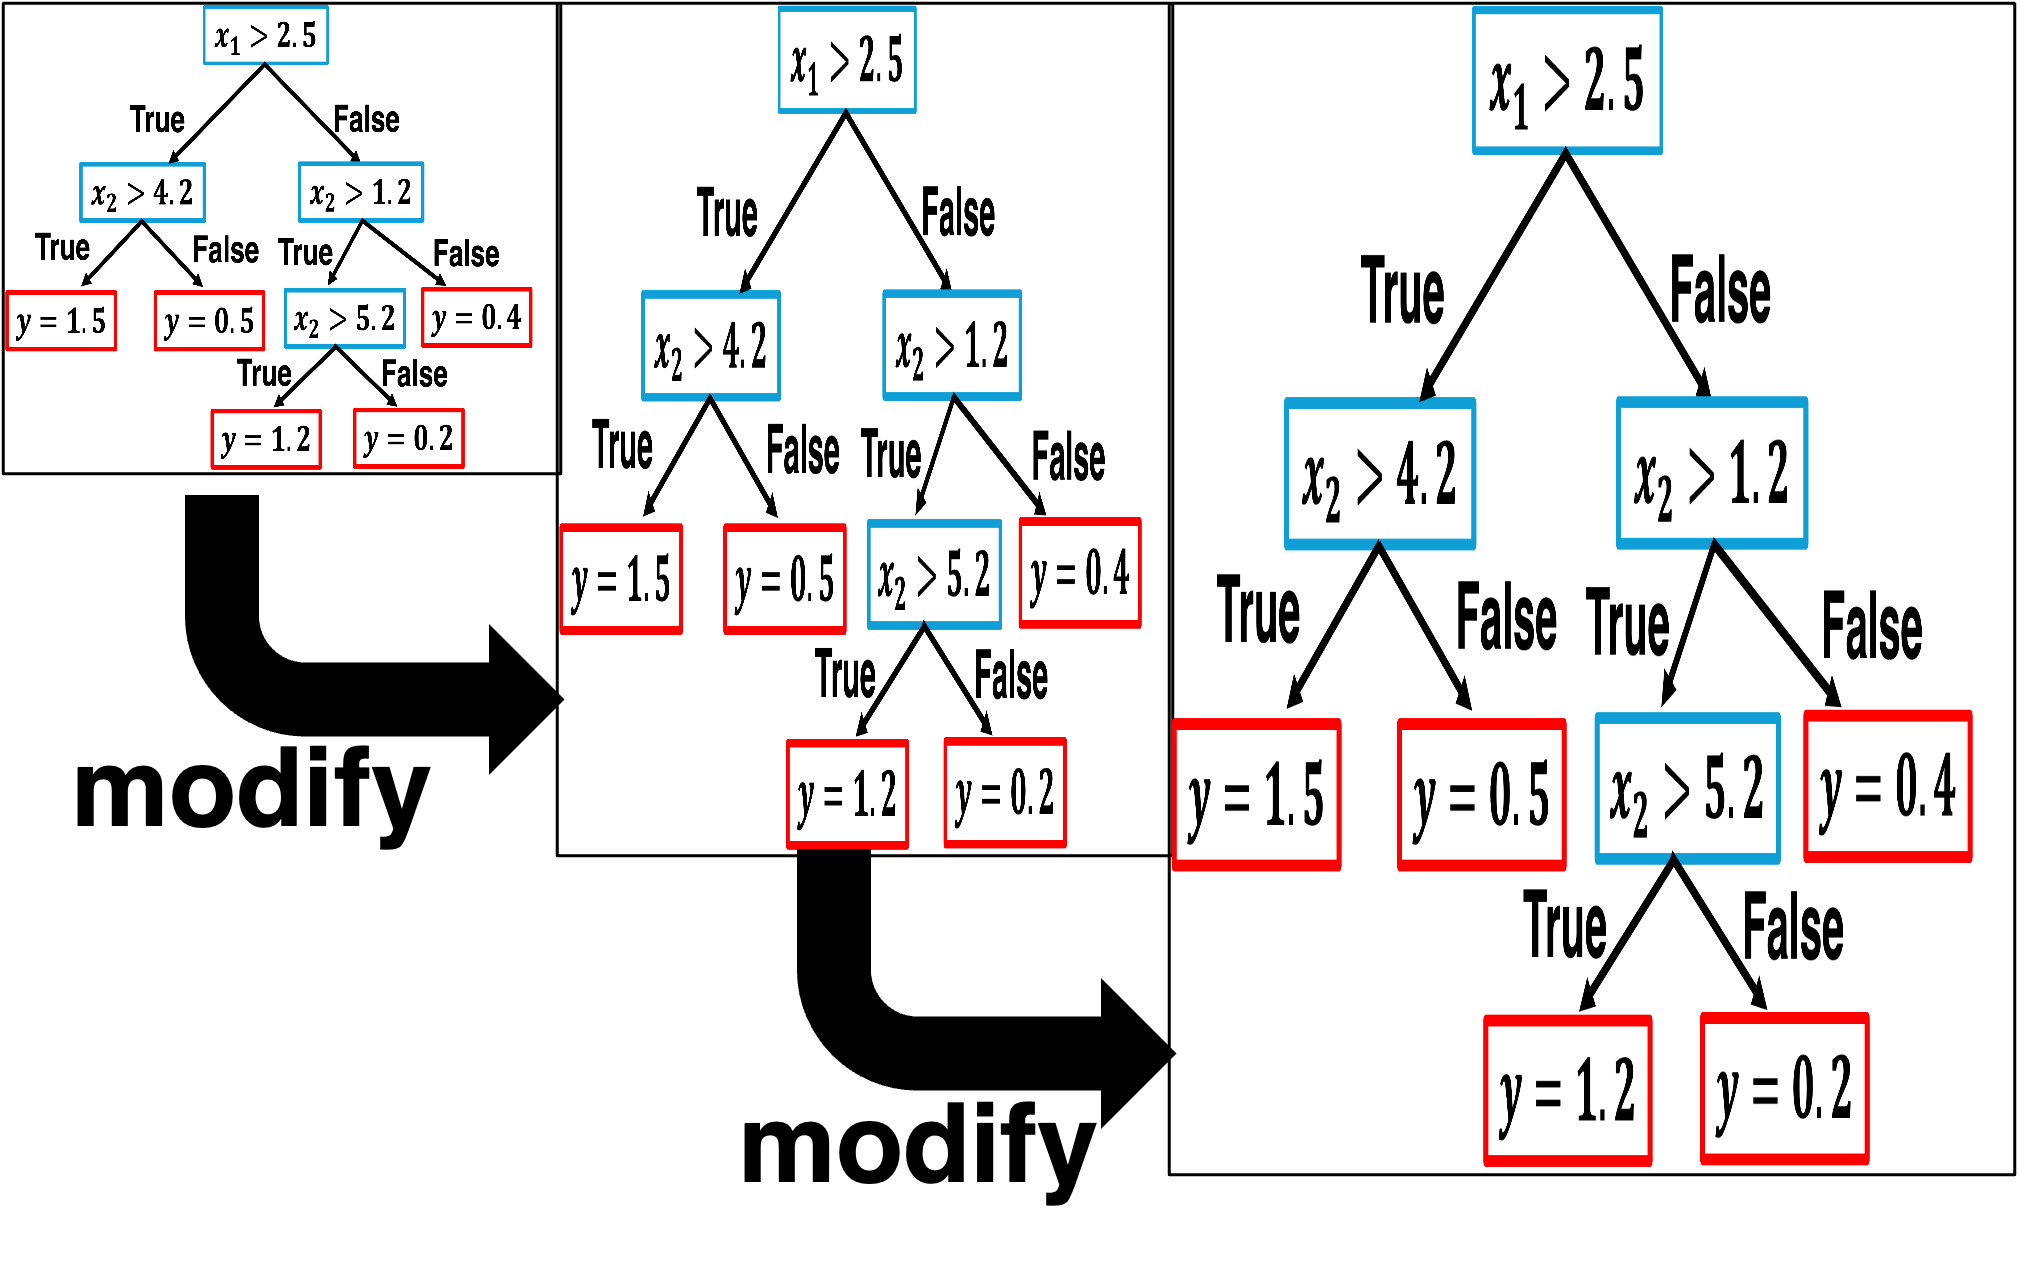 x₁ > 2.5
True
False
x₂ > 4.2
x₂ > 1.2
True
False
True
False
y = 1.5
y = 0.5
x₂ > 5.2
y = 0.4
True
False
y = 1.2
y = 0.2
modify
x₁ > 2.5
True
False
x₂ > 4.2
x₂ > 1.2
True
False
True
False
y = 1.5
y = 0.5
x₂ > 5.2
y = 0.4
True
False
y = 1.2
y = 0.2
modify
x₁ > 2.5
True
False
x₂ > 4.2
x₂ > 1.2
True
False
True
False
y = 1.5
y = 0.5
x₂ > 5.2
y = 0.4
True
False
y = 1.2
y = 0.2